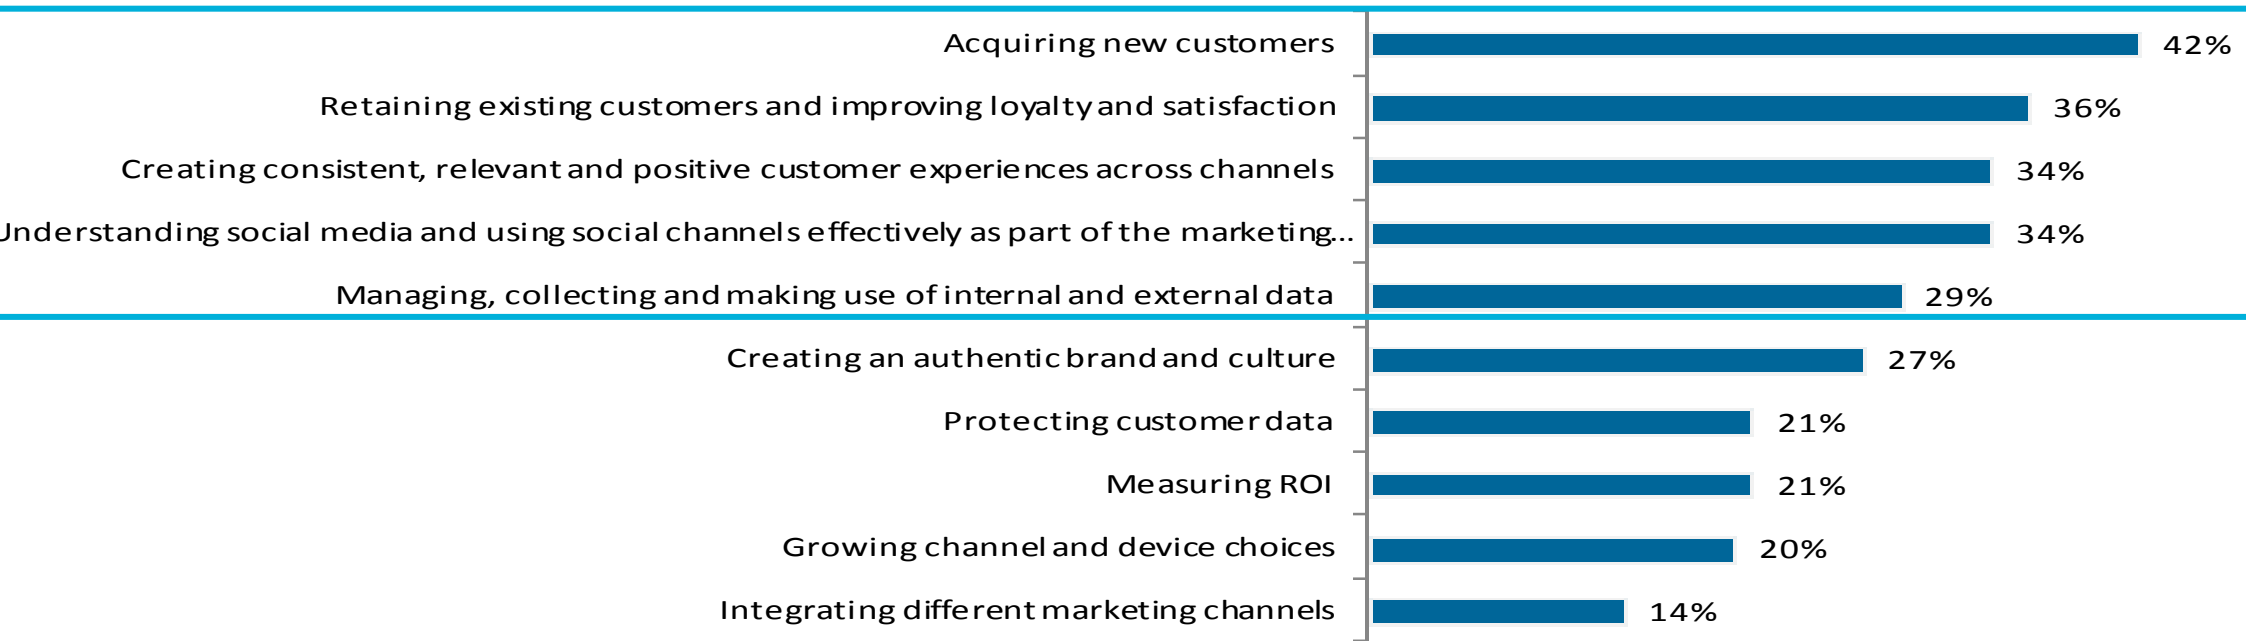 Acquiring new customers 42%
Retaining existing customers and improving loyalty and satisfaction 36%
Creating consistent, relevant and positive customer experiences across channels 34%
Understanding social media and using social channels effectively as part of the marketing... 34%
Managing, collecting and making use of internal and external data 29%
Creating an authentic brand and culture 27%
Protecting customer data 21%
Measuring ROI 21%
Growing channel and device choices 20%
Integrating different marketing channels 14%